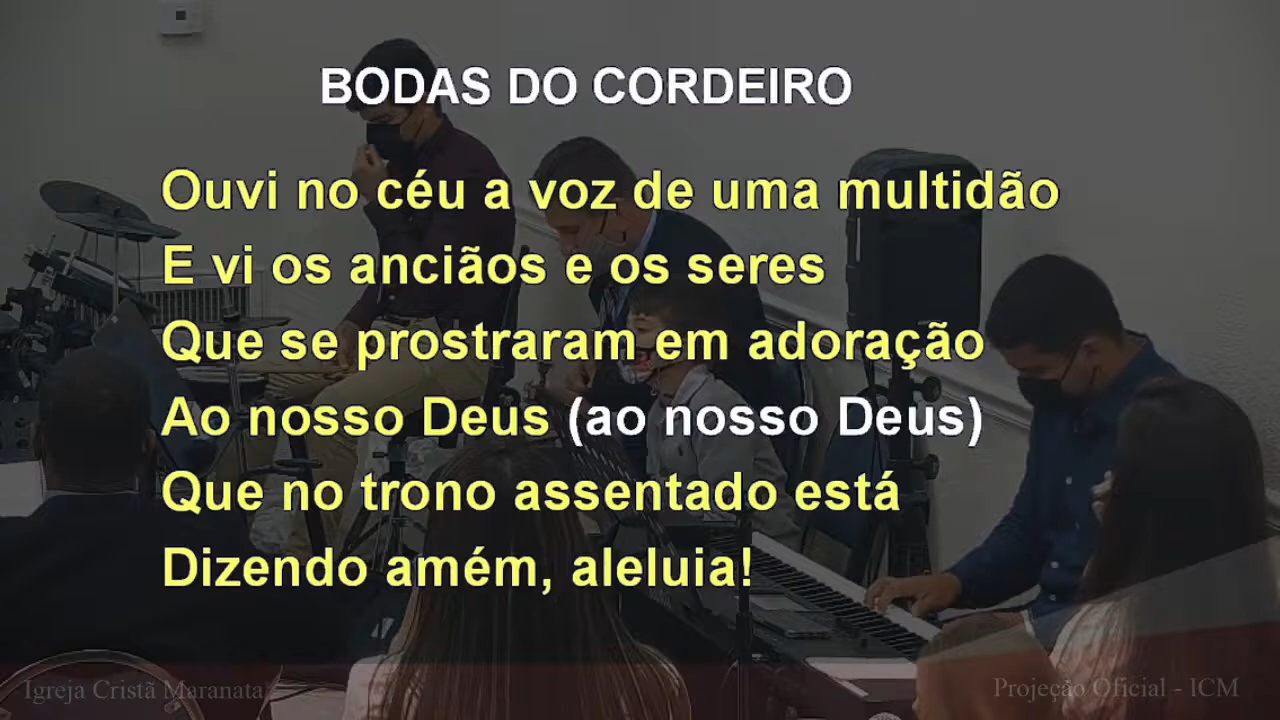 BODAS DO CORDEIRO
Ouvi no céu a voz de uma multidão
E vi os anciãos e os seres
Que se prostraram em adoração
Ao nosso Deus (ao nosso Deus)
Que no trono assentado está
Dizendo amém, aleluia!
Igreja Cristã Maranata
Projeção Oficial - ICM